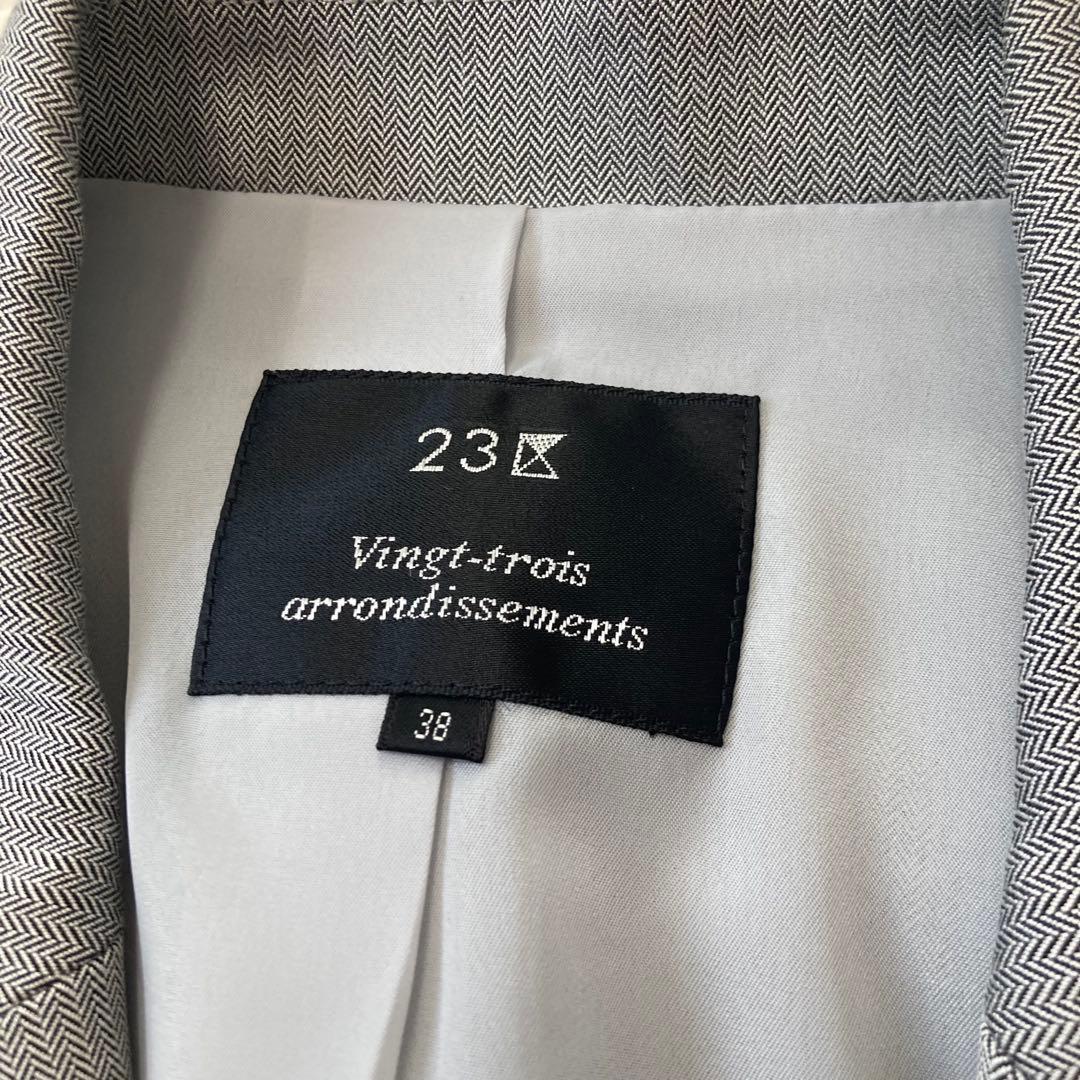 23区
Vingt-trois
arrondissements
38